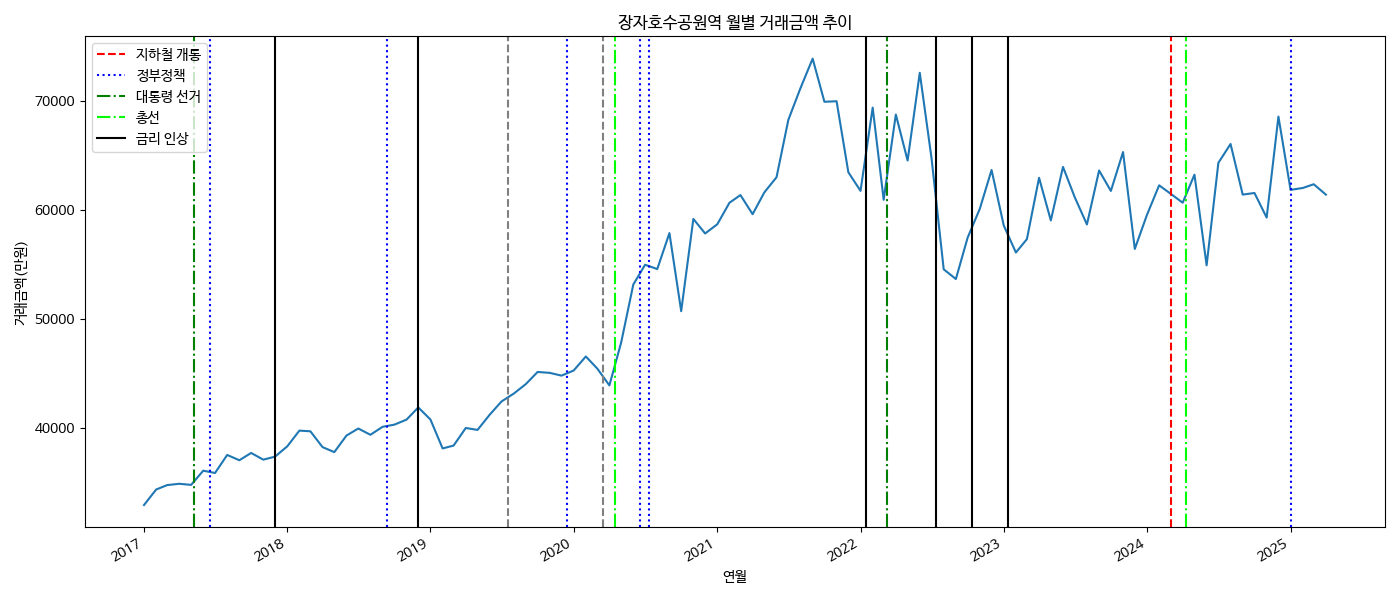 장자호수공원역 월별 거래금액 추이
지하철 개통
정부정책
대통령 선거
총선
금리 인상
거래금액(만원)
70000
60000
50000
40000
2017
2018
2019
2020
2021
2022
2023
2024
2025
연월